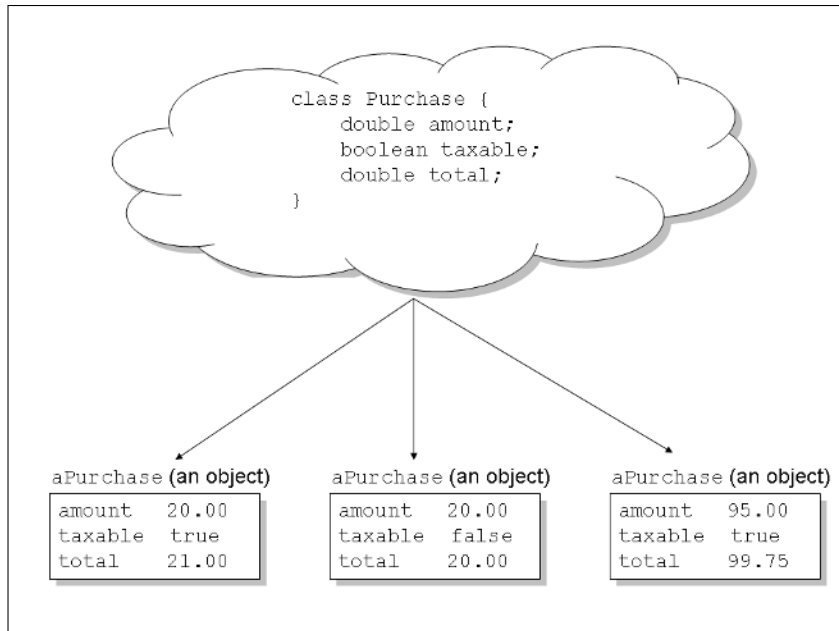 class Purchase {
double amount;
boolean taxable;
double total;
}
aPurchase (an object)
amount 20.00
taxable true
total 21.00
aPurchase (an object)
amount 20.00
taxable false
total 20.00
aPurchase (an object)
amount 95.00
taxable true
total 99.75